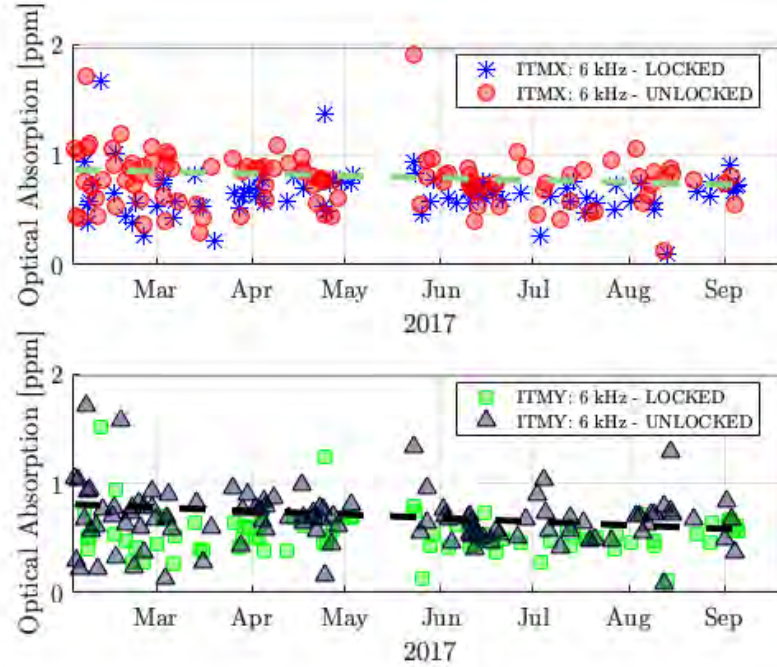 2
ITMX: 6 kHz - LOCKED
ITMX: 6 kHz - UNLOCKED
1
0
Optical Absorption [ppm]
Mar Apr May Jun Jul Aug Sep
2017
2
ITMY: 6 kHz - LOCKED
ITMY: 6 kHz - UNLOCKED
1
0
Optical Absorption [ppm]
Mar Apr May Jun Jul Aug Sep
2017